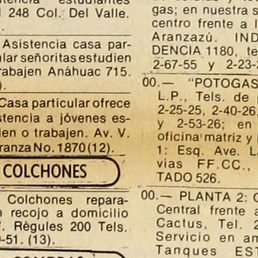 248 Col. Del Valle.
Asistencia casa par-
señoritas estudien
trabajen Anáhuac 715.
Casa particular ofrece
stencia a jóvenes es-
ien o trabajen. Av. V.
ranza No. 1870 (12).
COLCHONES
Colchones repara-
recojo a domicilio
Régules 200 Tels.
-51. (13).
gas; en nuestra
centro frente a l
Aranzazú. IND
DENCIA 1180, te
2-67-55 y 2-23-
00.— "POTOGAS
L.P., Tels. de
2-25-25, 2-40-26,
y 2-53-26; en
oficina matriz y
1: Esq. Ave. La
vias FF.CC.,
TADO 526.
00.— PLANTA 2: C
Central frente a
Cactus, Tel. 2
Servicio en am
Tanques EST